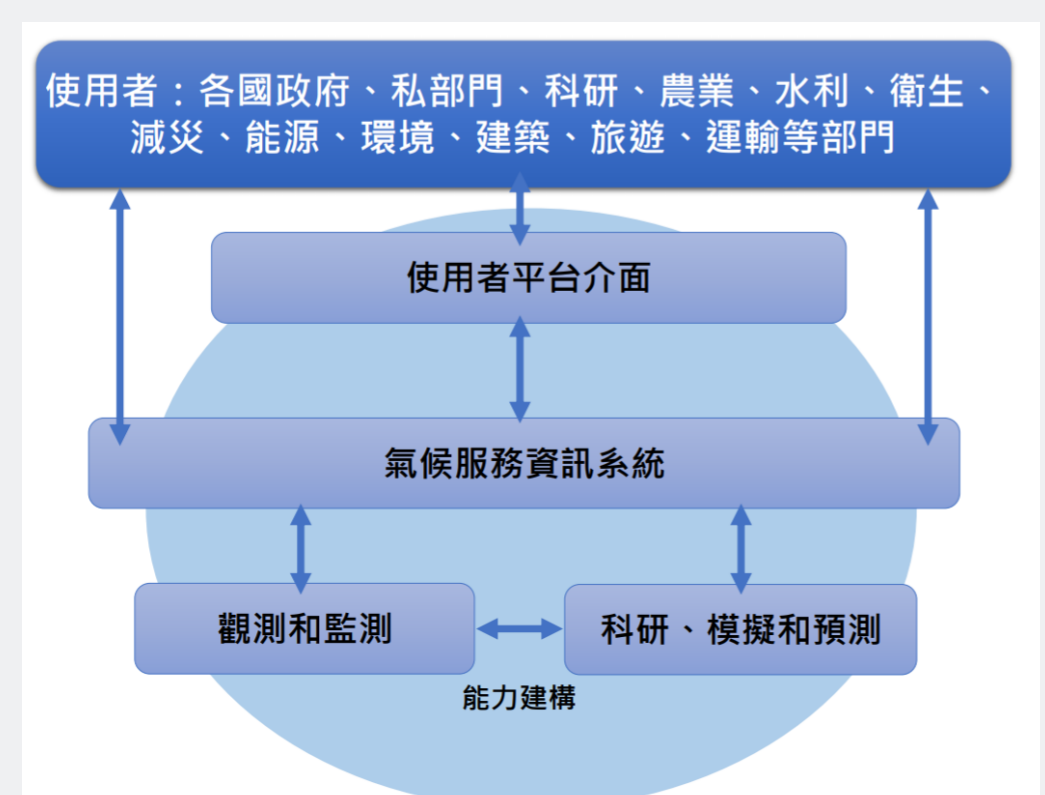 使用者：各國政府、私部門、科研、農業、水利、衛生、
減災、能源、環境、建築、旅遊、運輸等部門
使用者平台介面
氣候服務資訊系統
觀測和監測
科研、模擬和預測
能力建構